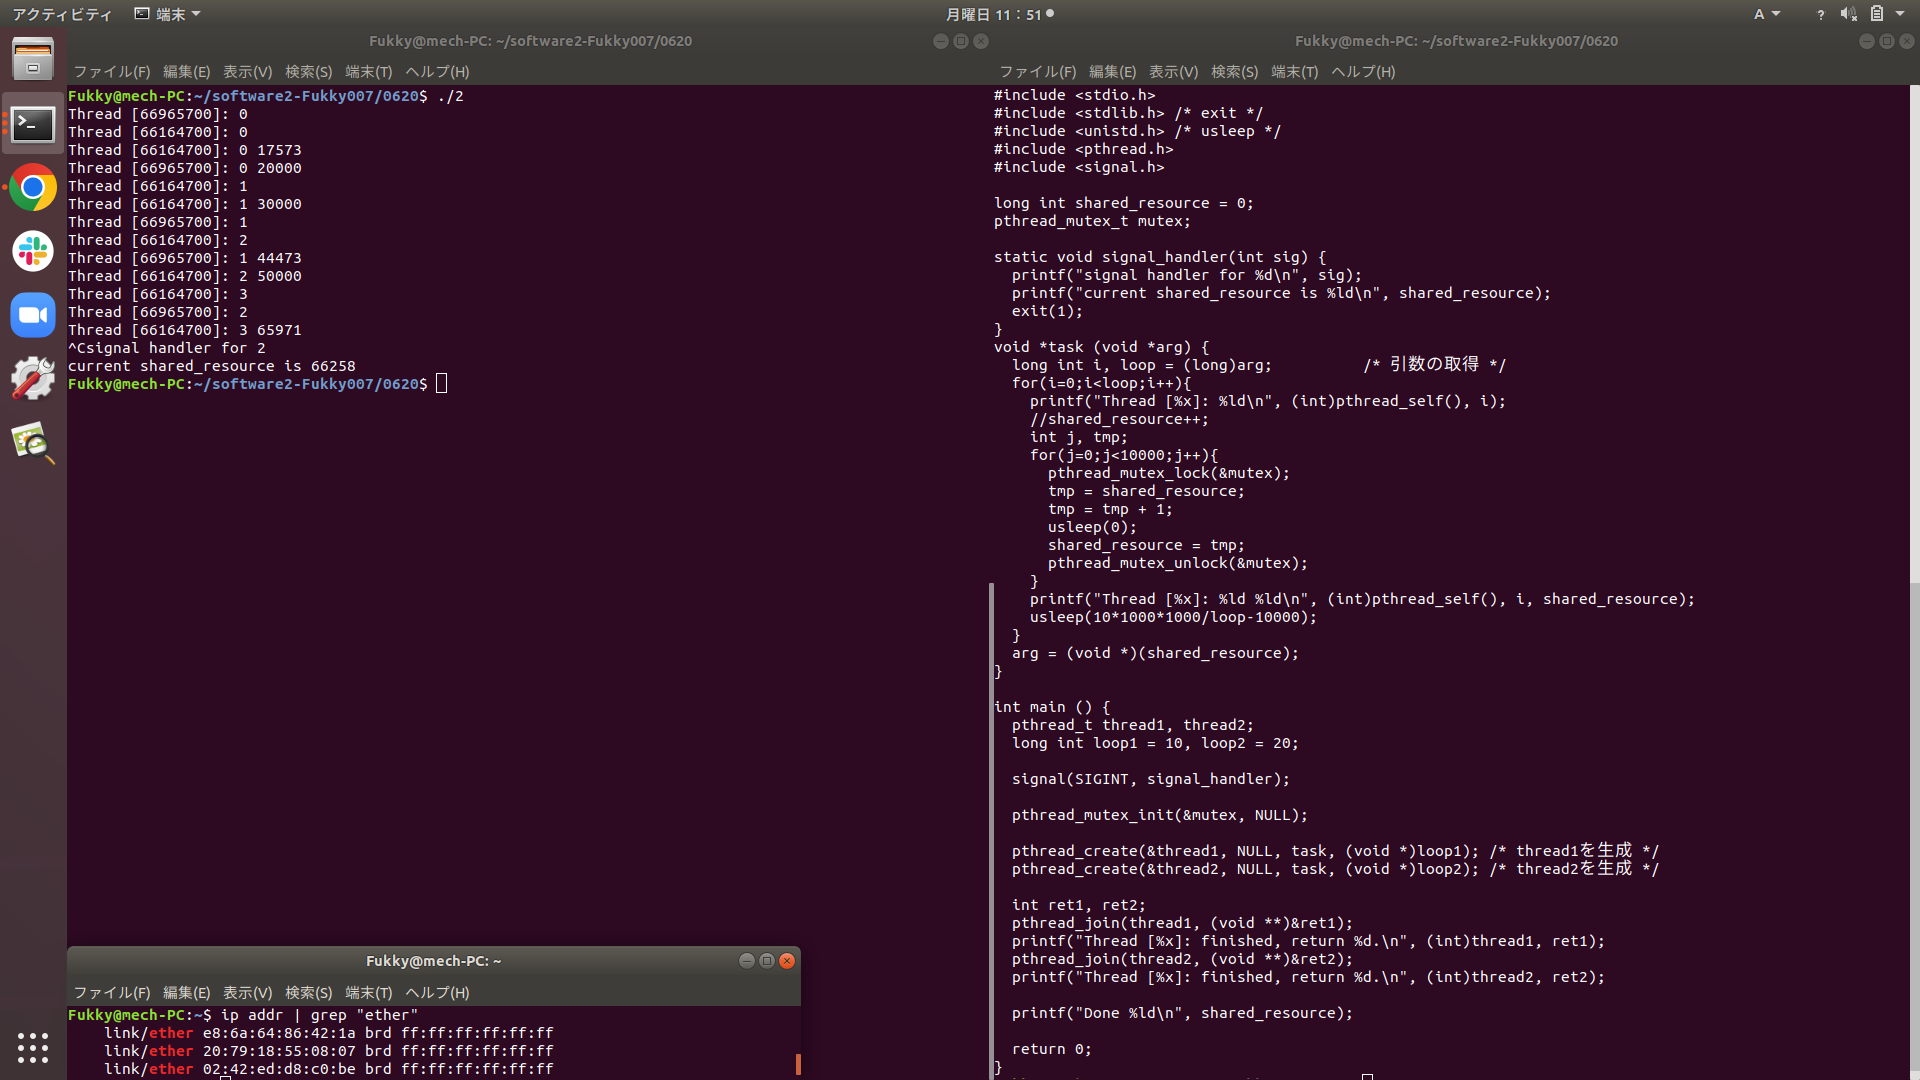 アクティビティ 端末 月曜日 11 : 51 A ?
Fukky@mech-PC: ~/software2-Fukky007/0620
ファイル(F) 編集(E) 表示(V) 検索(S) 端末(T) ヘルプ(H)
Fukky@mech-PC:~/software2-Fukky007/0620$ ./2
Thread [66965700]: 0
Thread [66164700]: 0
Thread [66164700]: 0 17573
Thread [66965700]: 0 20000
Thread [66164700]: 1
Thread [66164700]: 1 30000
Thread [66965700]: 1
Thread [66164700]: 2
Thread [66965700]: 1 44473
Thread [66164700]: 2 50000
Thread [66164700]: 3
Thread [66965700]: 2
Thread [66164700]: 3 65971
^Csignal handler for 2
current shared_resource is 66258
Fukky@mech-PC:~/software2-Fukky007/0620$
Fukky@mech-PC: ~/software2-Fukky007/0620
ファイル(F) 編集(E) 表示(V) 検索(S) 端末(T) ヘルプ(H)
#include <stdio.h>
#include <stdlib.h> /* exit */
#include <unistd.h> /* usleep */
#include <pthread.h>
#include <signal.h>
long int shared_resource = 0;
pthread_mutex_t mutex;
static void signal_handler(int sig) {
printf("signal handler for %d\n", sig);
printf("current shared_resource is %ld\n", shared_resource);
exit(1);
}
void *task (void *arg) {
long int i, loop = (long)arg; /* 引数の取得 */
for(i=0;i<loop;i++){
printf("Thread [%x]: %ld\n", (int)pthread_self(), i);
//shared_resource++;
int j, tmp;
for(j=0;j<10000;j++){
pthread_mutex_lock(&mutex);
tmp = shared_resource;
tmp = tmp + 1;
usleep(0);
shared_resource = tmp;
pthread_mutex_unlock(&mutex);
}
printf("Thread [%x]: %ld %ld\n", (int)pthread_self(), i, shared_resource);
usleep(10*1000*1000/loop-10000);
}
arg = (void *)(shared_resource);
}
int main () {
pthread_t thread1, thread2;
long int loop1 = 10, loop2 = 20;
signal(SIGINT, signal_handler);
pthread_mutex_init(&mutex, NULL);
pthread_create(&thread1, NULL, task, (void *)loop1); /* thread1を生成 */
pthread_create(&thread2, NULL, task, (void *)loop2); /* thread2を生成 */
int ret1, ret2;
pthread_join(thread1, (void **)&ret1);
printf("Thread [%x]: finished, return %d.\n", (int)thread1, ret1);
pthread_join(thread2, (void **)&ret2);
printf("Thread [%x]: finished, return %d.\n", (int)thread2, ret2);
printf("Done %ld\n", shared_resource);
return 0;
}
Fukky@mech-PC: ~
ファイル(F) 編集(E) 表示(V) 検索(S) 端末(T) ヘルプ(H)
Fukky@mech-PC:~$ ip addr | grep "ether"
link/ether e8:6a:64:86:42:1a brd ff:ff:ff:ff:ff:ff
link/ether 20:79:18:55:08:07 brd ff:ff:ff:ff:ff:ff
link/ether 02:42:ed:d8:c0:be brd ff:ff:ff:ff:ff:ff